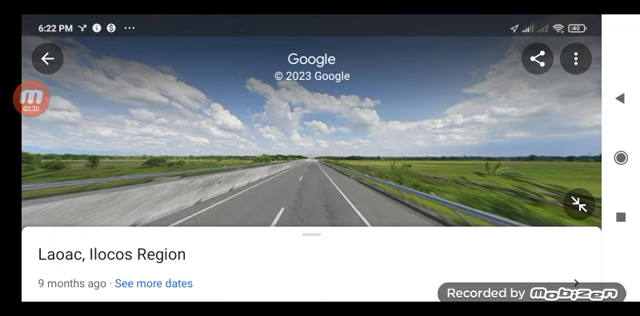 6:22 PM
40
Google
© 2023 Google
02:20
Laoac, Ilocos Region
9 months ago · See more dates
Recorded by Mobizen